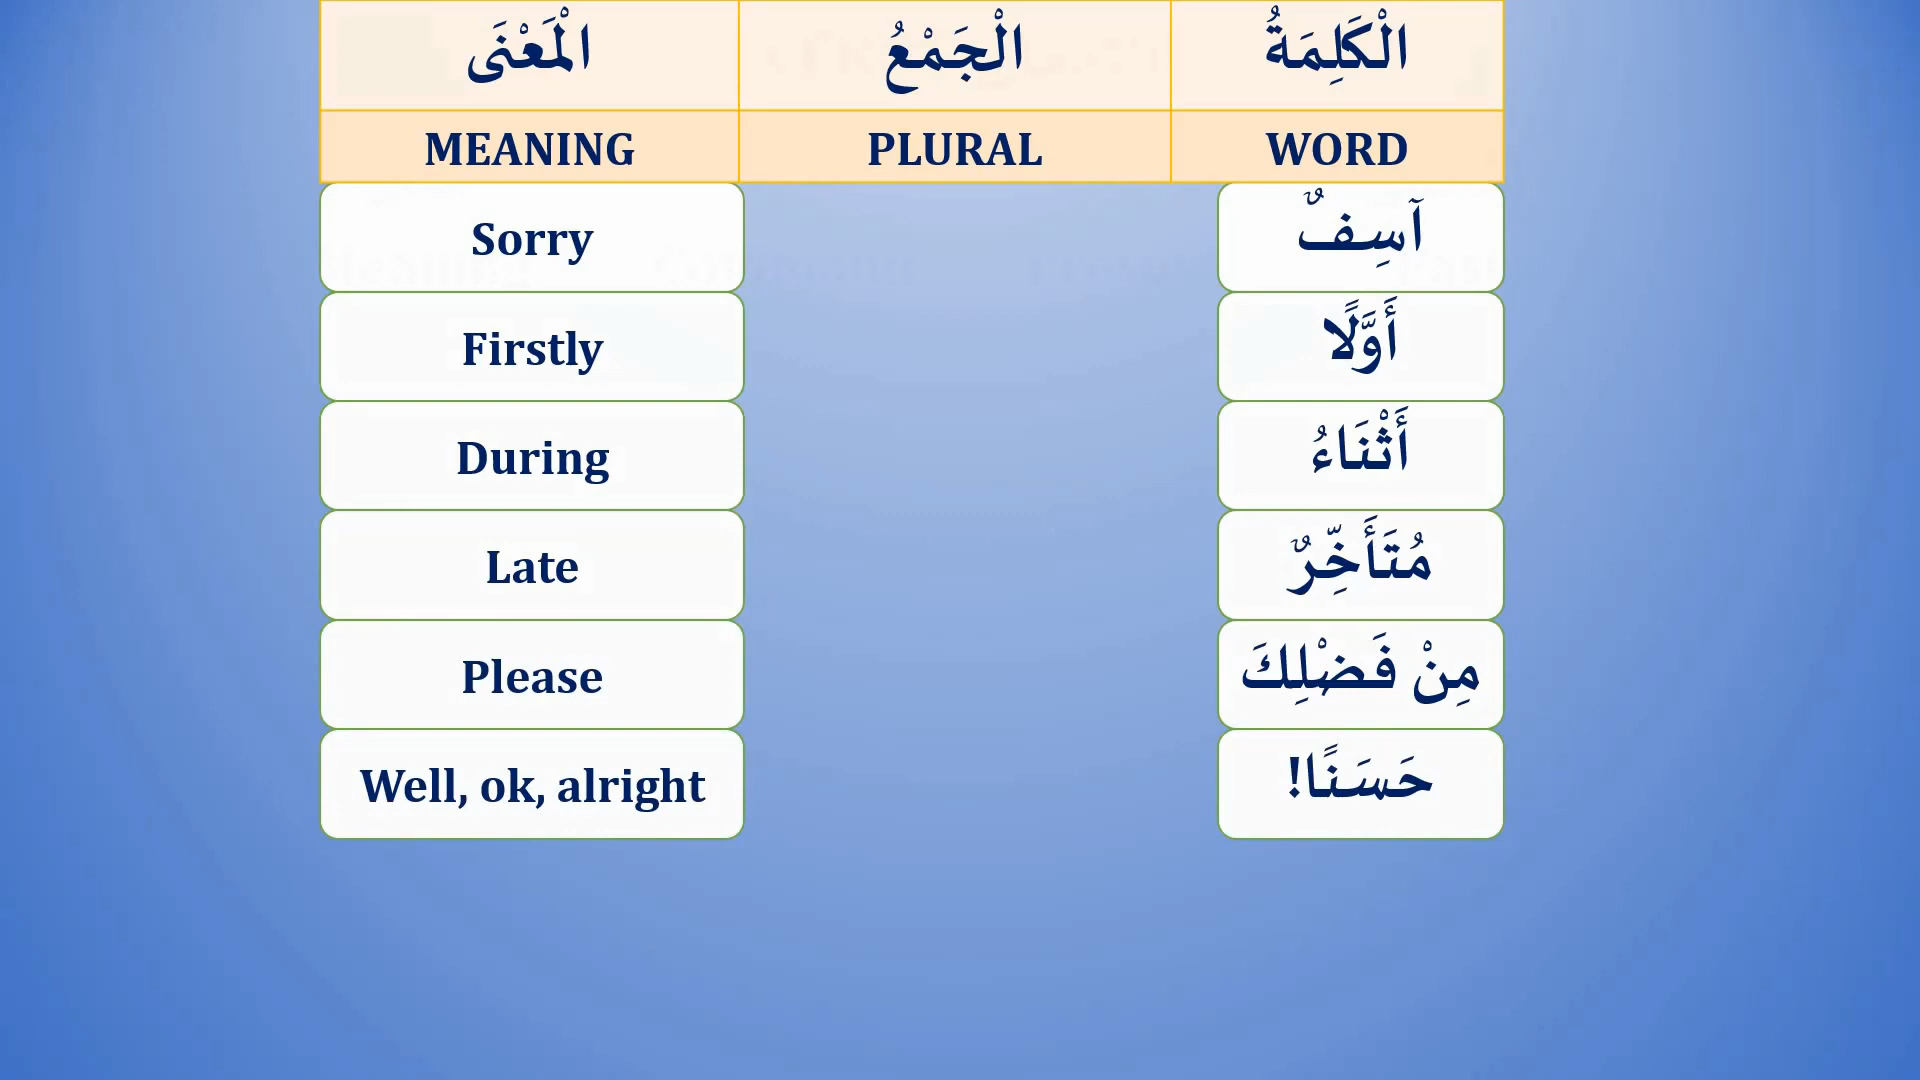 الْكَلِمَةُ الْجَمْعُ الْمَعْنَى
WORD PLURAL MEANING
آسِفٌ Sorry
أَوَّلًا Firstly
أَثْنَاءُ During
مُتَأَخِّرٌ Late
مِنْ فَضْلِكَ Please
حَسَنًا! Well, ok, alright